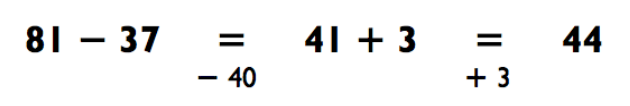 81 – 37 = 41 + 3 = 44
– 40 + 3